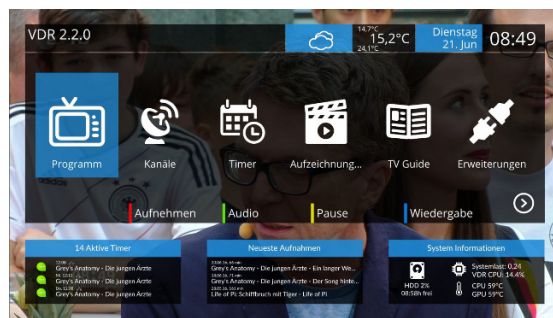 VDR 2.2.0
14,7°C
15,2°C
24,1°C
Dienstag
21. Jun
08:49
Programm
Kanäle
Timer
Aufzeichnung...
TV Guide
Erweiterungen
Aufnehmen
Audio
Pause
Wiedergabe
14 Aktive Timer
Grey's Anatomy - Die jungen Ärzte
Grey's Anatomy - Die jungen Ärzte
Grey's Anatomy - Die jungen Ärzte
Neueste Aufnahmen
Grey's Anatomy - Die jungen Ärzte - Ein langer We...
Grey's Anatomy - Die jungen Ärzte - Der Song hinte...
Life of Pi: Schiffbruch mit Tiger - Life of Pi
System Informationen
HDD 2%
08:58h frei
Systemlast: 0.24
VDR CPU: 14.4%
CPU 59°C
GPU 59°C